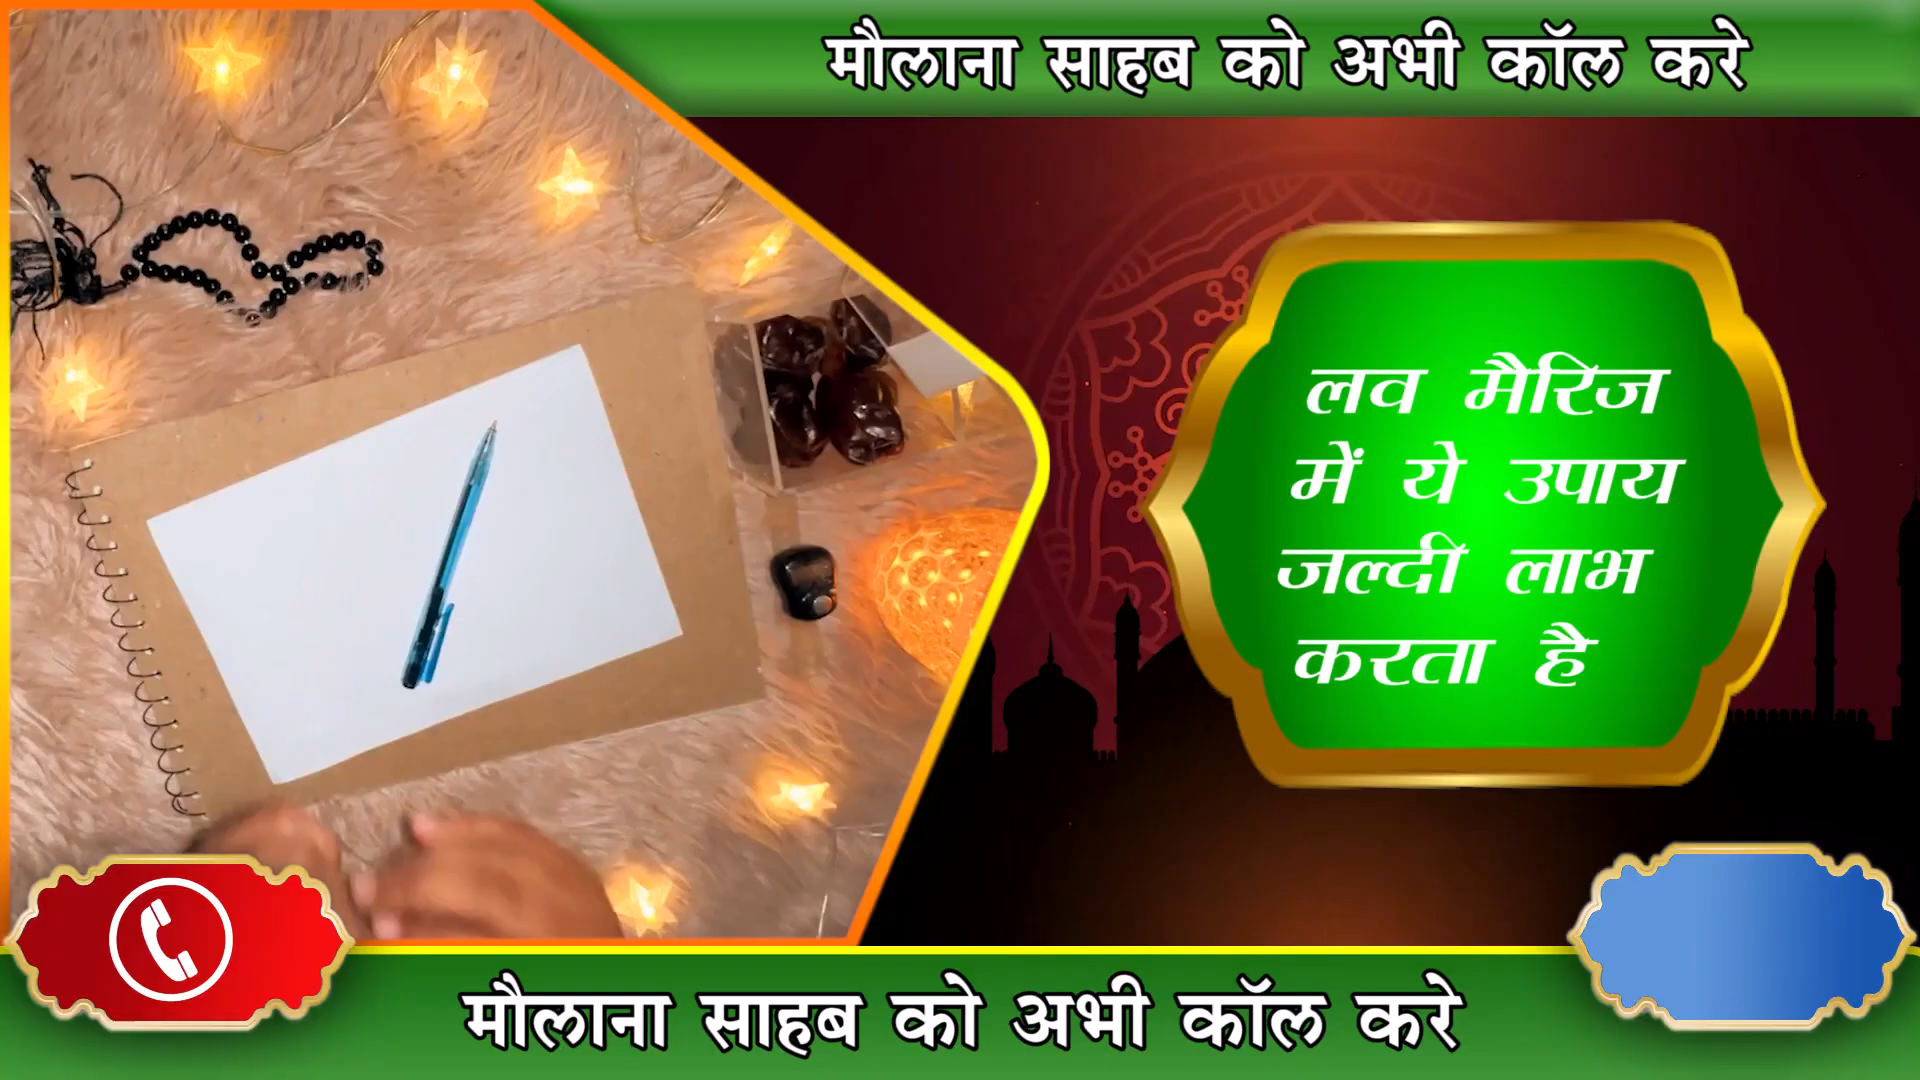 मौलाना साहब को अभी कॉल करे
लव मैरिज
में ये उपाय
जल्दी लाभ
करता है
मौलाना साहब को अभी कॉल करे